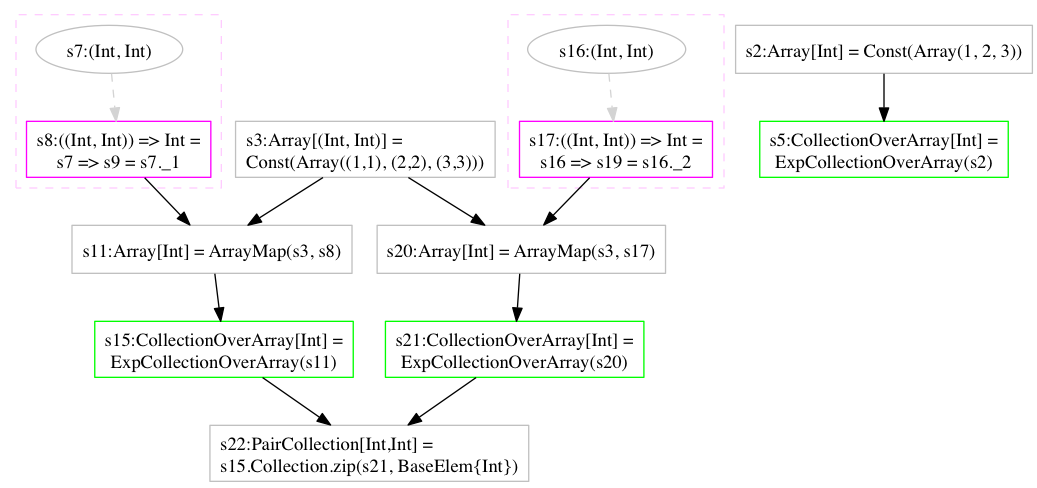 s7:(Int, Int)
s16:(Int, Int)
s2:Array[Int] = Const(Array(1, 2, 3))
s8:((Int, Int)) => Int =
s7 => s9 = s7._1
s3:Array[(Int, Int)] =
Const(Array((1,1), (2,2), (3,3)))
s17:((Int, Int)) => Int =
s16 => s19 = s16._2
s5:CollectionOverArray[Int] =
ExpCollectionOverArray(s2)
s11:Array[Int] = ArrayMap(s3, s8)
s20:Array[Int] = ArrayMap(s3, s17)
s15:CollectionOverArray[Int] =
ExpCollectionOverArray(s11)
s21:CollectionOverArray[Int] =
ExpCollectionOverArray(s20)
s22:PairCollection[Int,Int] =
s15.Collection.zip(s21, BaseElem{Int})